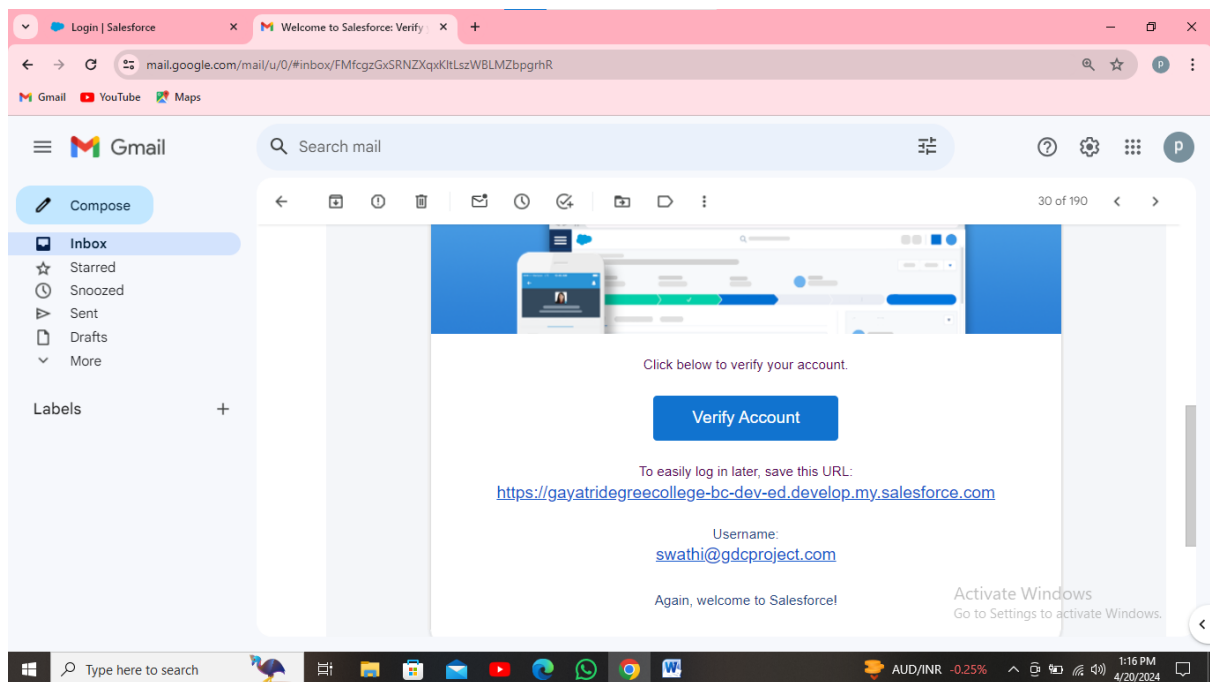 Login | Salesforce
Welcome to Salesforce: Verify
mail.google.com/mail/u/0/#inbox/FMfcgzGxSRNZXqxKltLszWBLMZbpgrhR
P
Gmail YouTube Maps
Gmail
Search mail
P
Compose
30 of 190
Inbox
Starred
Snoozed
Sent
Drafts
More
Labels
Click below to verify your account.
Verify Account
To easily log in later, save this URL:
https://gayatridegreecollege-bc-dev-ed.develop.my.salesforce.com
Username:
swathi@gdcproject.com
Again, welcome to Salesforce!
Activate Windows
Go to Settings to activate Windows.
Type here to search
W
AUD/INR -0.25%
1:16 PM
4/20/2024